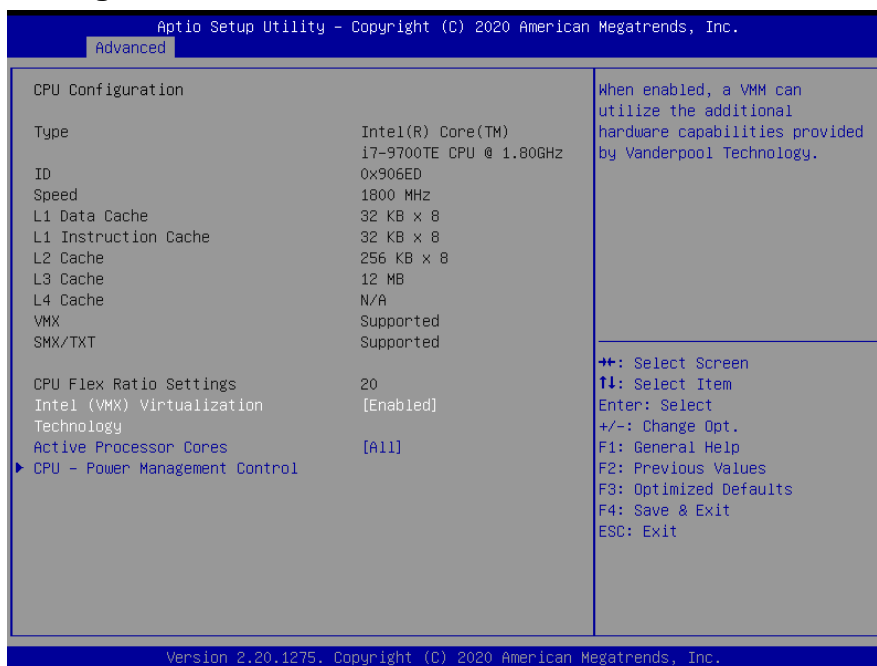 Aptio Setup Utility – Copyright (C) 2020 American Megatrends, Inc.
Advanced
CPU Configuration
Type Intel(R) Core(TM)
i7-9700TE CPU @ 1.80GHz
ID 0x906ED
Speed 1800 MHz
L1 Data Cache 32 KB x 8
L1 Instruction Cache 32 KB x 8
L2 Cache 256 KB x 8
L3 Cache 12 MB
L4 Cache N/A
VMX Supported
SMX/TXT Supported
CPU Flex Ratio Settings 20
Intel (VMX) Virtualization [Enabled]
Technology
Active Processor Cores [All]
CPU – Power Management Control
When enabled, a VMM can
utilize the additional
hardware capabilities provided
by Vanderpool Technology.
→←: Select Screen
↑↓: Select Item
Enter: Select
+/-: Change Opt.
F1: General Help
F2: Previous Values
F3: Optimized Defaults
F4: Save & Exit
ESC: Exit
Version 2.20.1275. Copyright (C) 2020 American Megatrends, Inc.